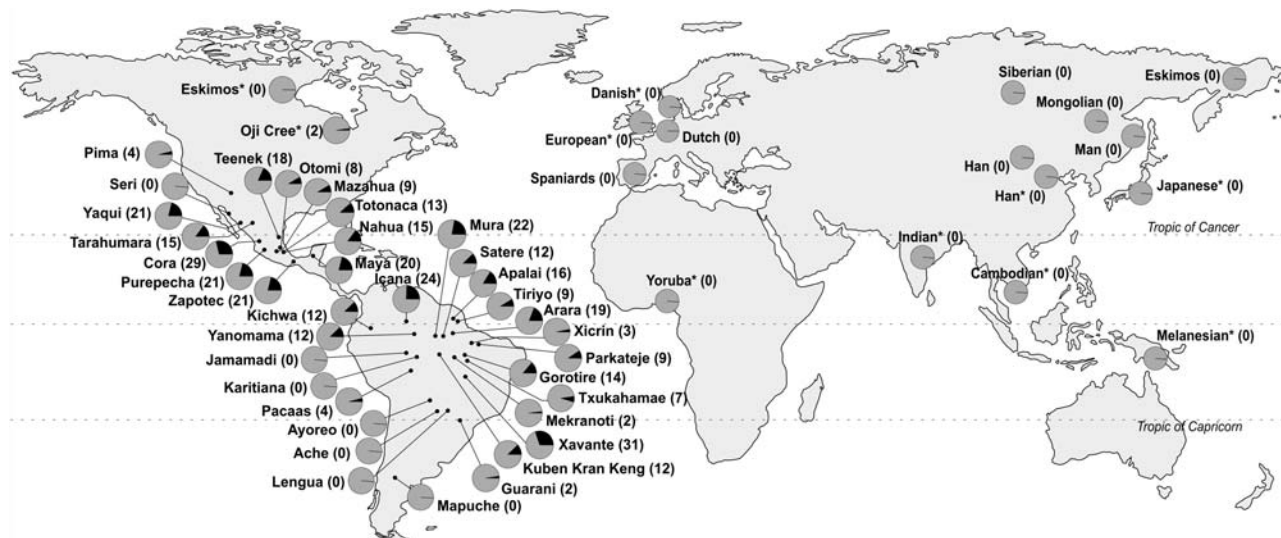 Eskimos* (0)
Oji Cree* (2)
Pima (4)
Teenek (18)
Otomi (8)
Seri (0)
Mazahua (9)
Yaqui (21)
Totonaca (13)
Tarahumara (15)
Nahua (15)
Cora (29)
Maya (20)
Purepecha (21)
Içana (24)
Zapotec (21)
Mura (22)
Satere (12)
Apalai (16)
Tiriyo (9)
Kichwa (12)
Arara (19)
Yanomama (12)
Xicrin (3)
Jamamadi (0)
Parkateje (9)
Karitiana (0)
Gorotire (14)
Pacaas (4)
Txukahamae (7)
Ayoreo (0)
Mekranoti (2)
Ache (0)
Xavante (31)
Kuben Kran Keng (12)
Lengua (0)
Guarani (2)
Mapuche (0)
Danish* (0)
European* (0)
Dutch (0)
Spaniards (0)
Yoruba* (0)
Siberian (0)
Eskimos (0)
Mongolian (0)
Man (0)
Han (0)
Han* (0)
Japanese* (0)
Tropic of Cancer
Indian* (0)
Cambodian* (0)
Melanesian* (0)
Tropic of Capricorn